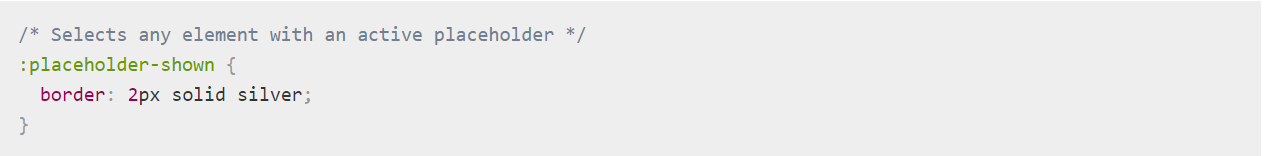 /* Selects any element with an active placeholder */
:placeholder-shown {
  border: 2px solid silver;
}